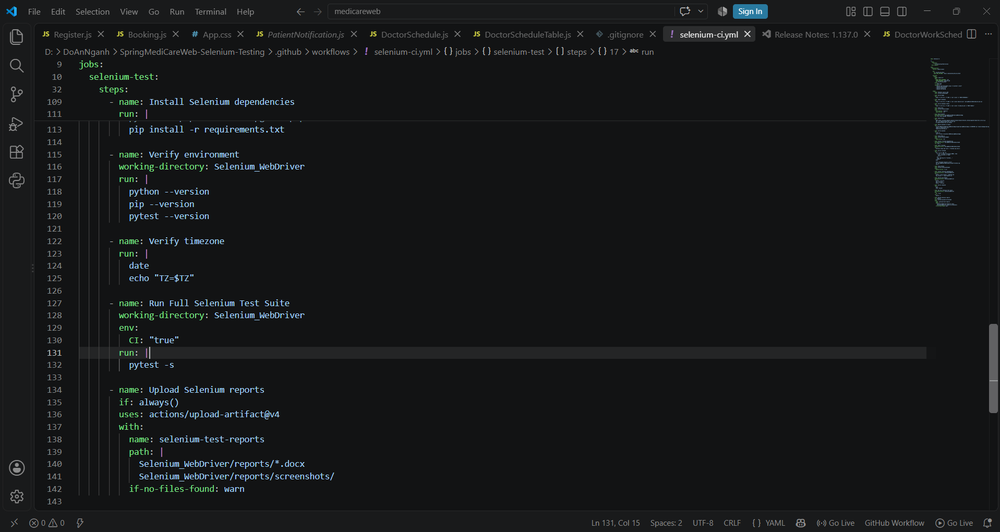 File Edit Selection View Go Run Terminal Help
medicareweb
Sign In
JS Register.js
JS Booking.js
# App.css
JS PatientNotification.js
JS DoctorSchedule.js
JS DoctorScheduleTable.js
.gitignore
! selenium-ci.yml
Release Notes: 1.137.0
JS DoctorWorkSched
D: > DoAnNganh > SpringMediCareWeb-Selenium-Testing > .github > workflows > ! selenium-ci.yml > {} jobs > {} selenium-test > [] steps > {} 17 > abc run
9 jobs:
10 selenium-test:
32 steps:
109 - name: Install Selenium dependencies
111 run: |
113 pip install -r requirements.txt
114
115 - name: Verify environment
116 working-directory: Selenium_WebDriver
117 run: |
118 python --version
119 pip --version
120 pytest --version
121
122 - name: Verify timezone
123 run: |
124 date
125 echo "TZ=$TZ"
126
127 - name: Run Full Selenium Test Suite
128 working-directory: Selenium_WebDriver
129 env:
130 CI: "true"
131 run: |
132 pytest -s
133
134 - name: Upload Selenium reports
135 if: always()
136 uses: actions/upload-artifact@v4
137 with:
138 name: selenium-test-reports
139 path: |
140 Selenium_WebDriver/reports/*.docx
141 Selenium_WebDriver/reports/screenshots/
142 if-no-files-found: warn
143
0 0
Ln 131, Col 15
Spaces: 2
UTF-8
CRLF
{} YAML
Go Live
GitHub Workflow
Go Live